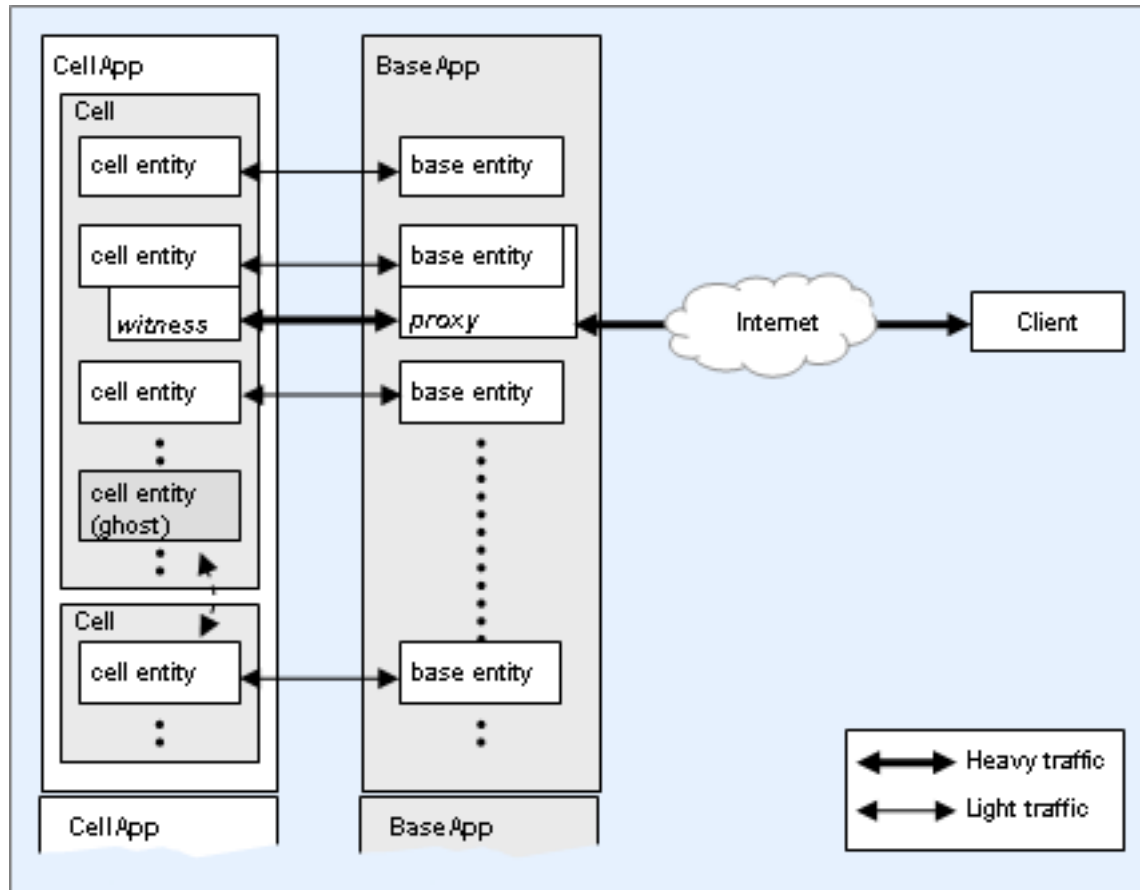 CellApp
BaseApp
Cell
cell entity
base entity
cell entity
base entity
witness
proxy
Internet
Client
cell entity
base entity
cell entity
(ghost)
Cell
cell entity
base entity
Heavy traffic
Light traffic
CellApp
BaseApp